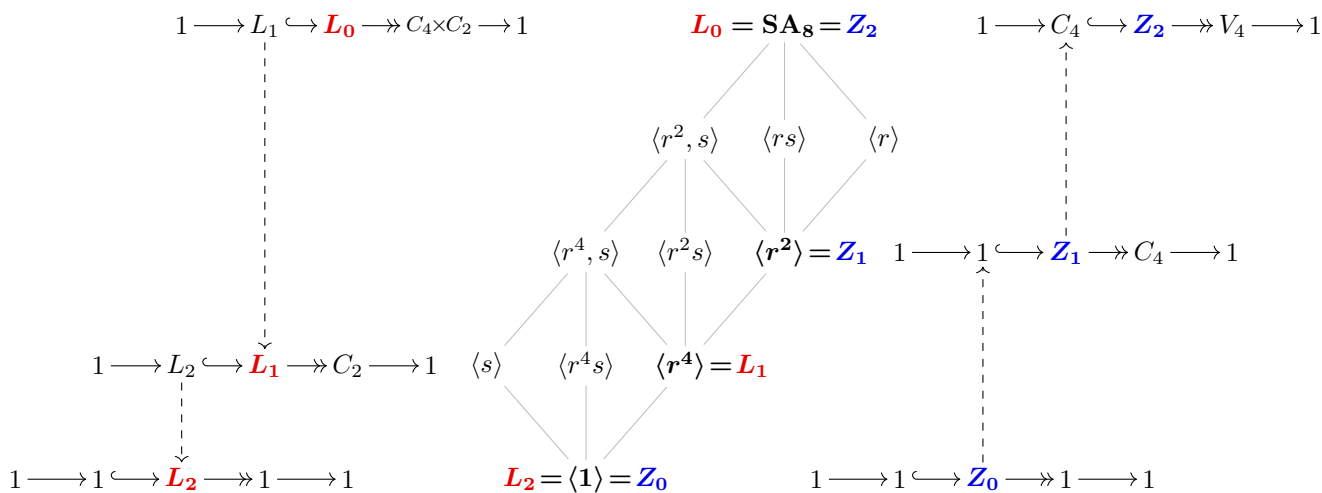 1 ⟶ L₁ ↪ L₀ ↠ C₄×C₂ ⟶ 1
L₀ = SA₈ = Z₂
1 ⟶ C₄ ↪ Z₂ ↠ V₄ ⟶ 1
⟨r², s⟩ ⟨rs⟩ ⟨r⟩
⟨r⁴, s⟩ ⟨r²s⟩ ⟨r²⟩ = Z₁
1 ⟶ 1 ↪ Z₁ ↠ C₄ ⟶ 1
1 ⟶ L₂ ↪ L₁ ↠ C₂ ⟶ 1
⟨s⟩ ⟨r⁴s⟩ ⟨r⁴⟩ = L₁
1 ⟶ 1 ↪ L₂ ↠ 1 ⟶ 1
L₂ = ⟨1⟩ = Z₀
1 ⟶ 1 ↪ Z₀ ↠ 1 ⟶ 1